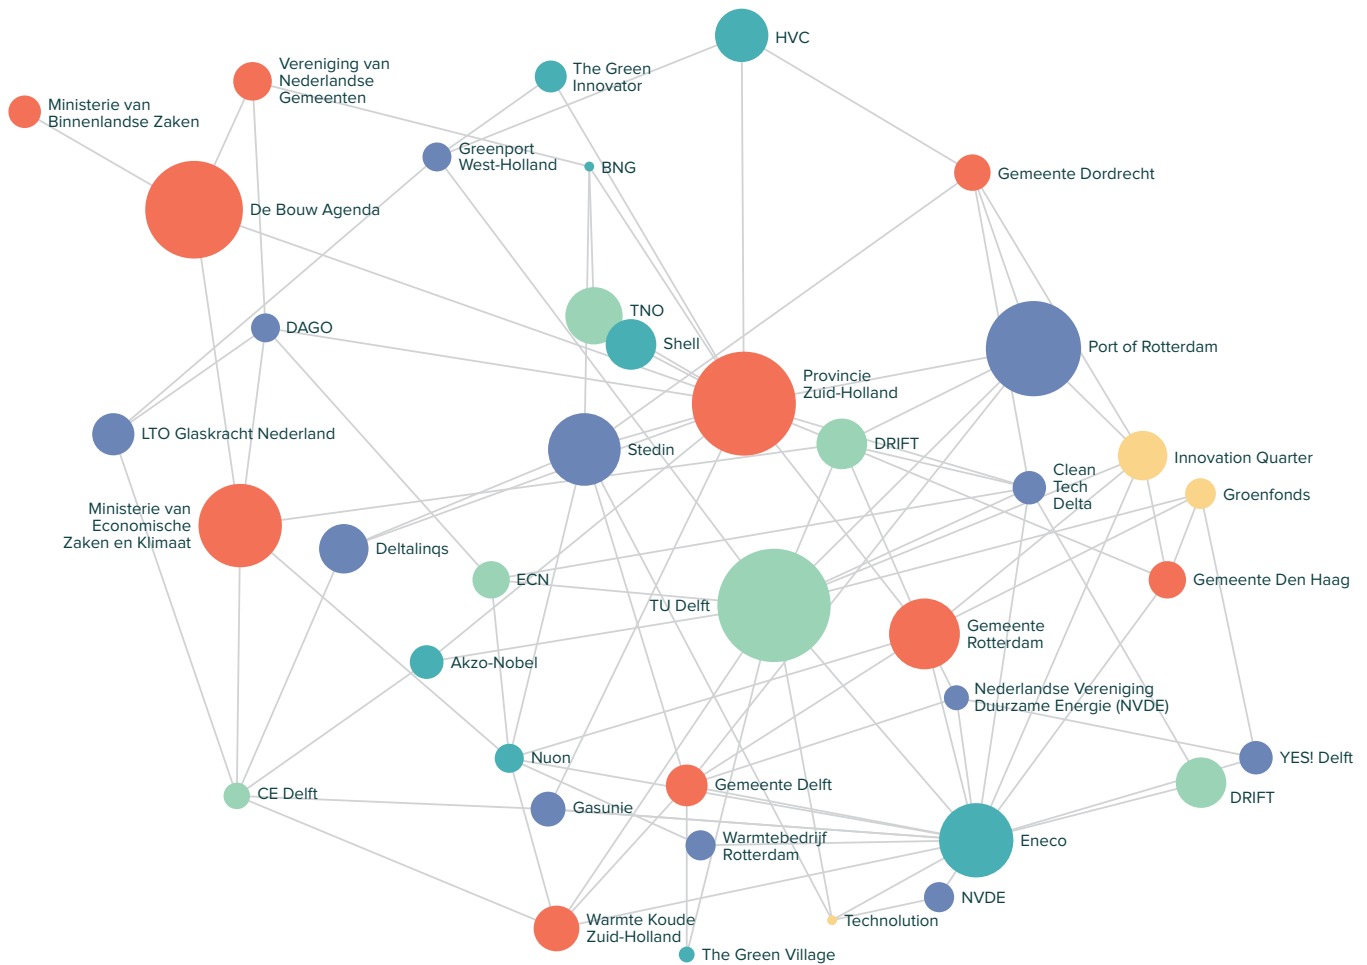 HVC
Vereniging van
Nederlandse
Gemeenten
The Green
Innovator
Ministerie van
Binnenlandse Zaken
Greenport
West-Holland
BNG
Gemeente Dordrecht
De Bouw Agenda
TNO
DAGO
Shell
Port of Rotterdam
Provincie
Zuid-Holland
LTO Glaskracht Nederland
Stedin
DRIFT
Innovation Quarter
Clean
Tech
Delta
Groenfonds
Ministerie van
Economische
Zaken en Klimaat
Deltalinqs
ECN
Gemeente Den Haag
TU Delft
Gemeente
Rotterdam
Akzo-Nobel
Nederlandse Vereniging
Duurzame Energie (NVDE)
Nuon
YES! Delft
Gemeente Delft
CE Delft
DRIFT
Gasunie
Warmtebedrijf
Rotterdam
Eneco
NVDE
Warmte Koude
Zuid-Holland
Technolution
The Green Village